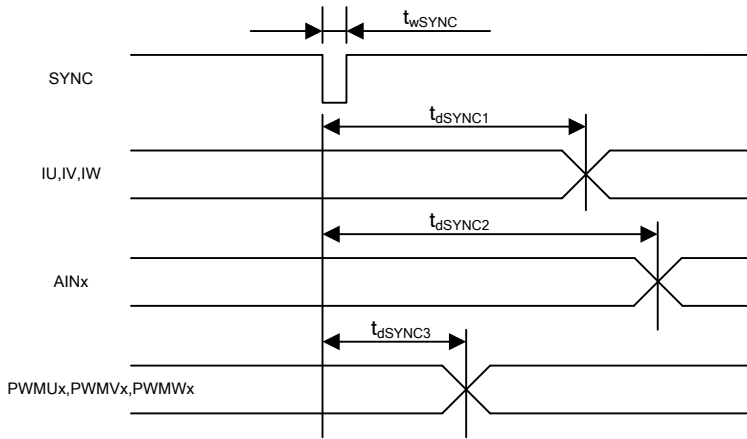 twSYNC
SYNC
tdSYNC1
IU,IV,IW
tdSYNC2
AINx
tdSYNC3
PWMUx,PWMVx,PWMWx